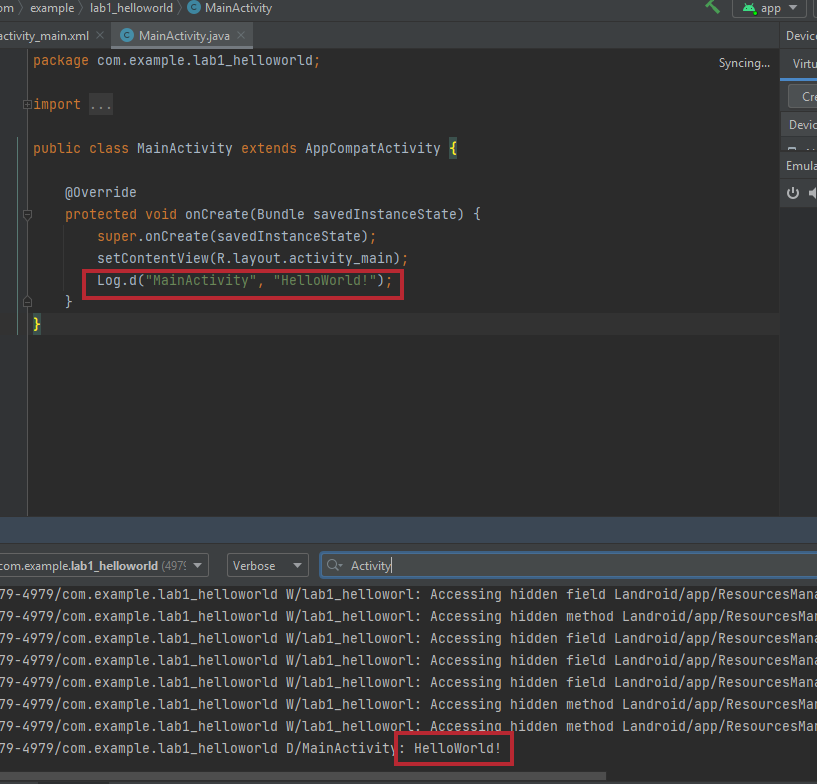 om example lab1_helloworld MainActivity app
activity_main.xml MainActivity.java Device
package com.example.lab1_helloworld; Syncing... Virtu
import ... Cre
Devic
public class MainActivity extends AppCompatActivity {
Emula
@Override
protected void onCreate(Bundle savedInstanceState) {
super.onCreate(savedInstanceState);
setContentView(R.layout.activity_main);
Log.d("MainActivity", "HelloWorld!");
}
}
com.example.lab1_helloworld (4979 Verbose Activity
79-4979/com.example.lab1_helloworld W/lab1_helloworl: Accessing hidden field Landroid/app/ResourcesMana
79-4979/com.example.lab1_helloworld W/lab1_helloworl: Accessing hidden method Landroid/app/ResourcesMan
79-4979/com.example.lab1_helloworld W/lab1_helloworl: Accessing hidden field Landroid/app/ResourcesMana
79-4979/com.example.lab1_helloworld W/lab1_helloworl: Accessing hidden field Landroid/app/ResourcesMana
79-4979/com.example.lab1_helloworld W/lab1_helloworl: Accessing hidden field Landroid/app/ResourcesMana
79-4979/com.example.lab1_helloworld W/lab1_helloworl: Accessing hidden method Landroid/app/ResourcesMan
79-4979/com.example.lab1_helloworld W/lab1_helloworl: Accessing hidden method Landroid/app/ResourcesMan
79-4979/com.example.lab1_helloworld D/MainActivity: HelloWorld!